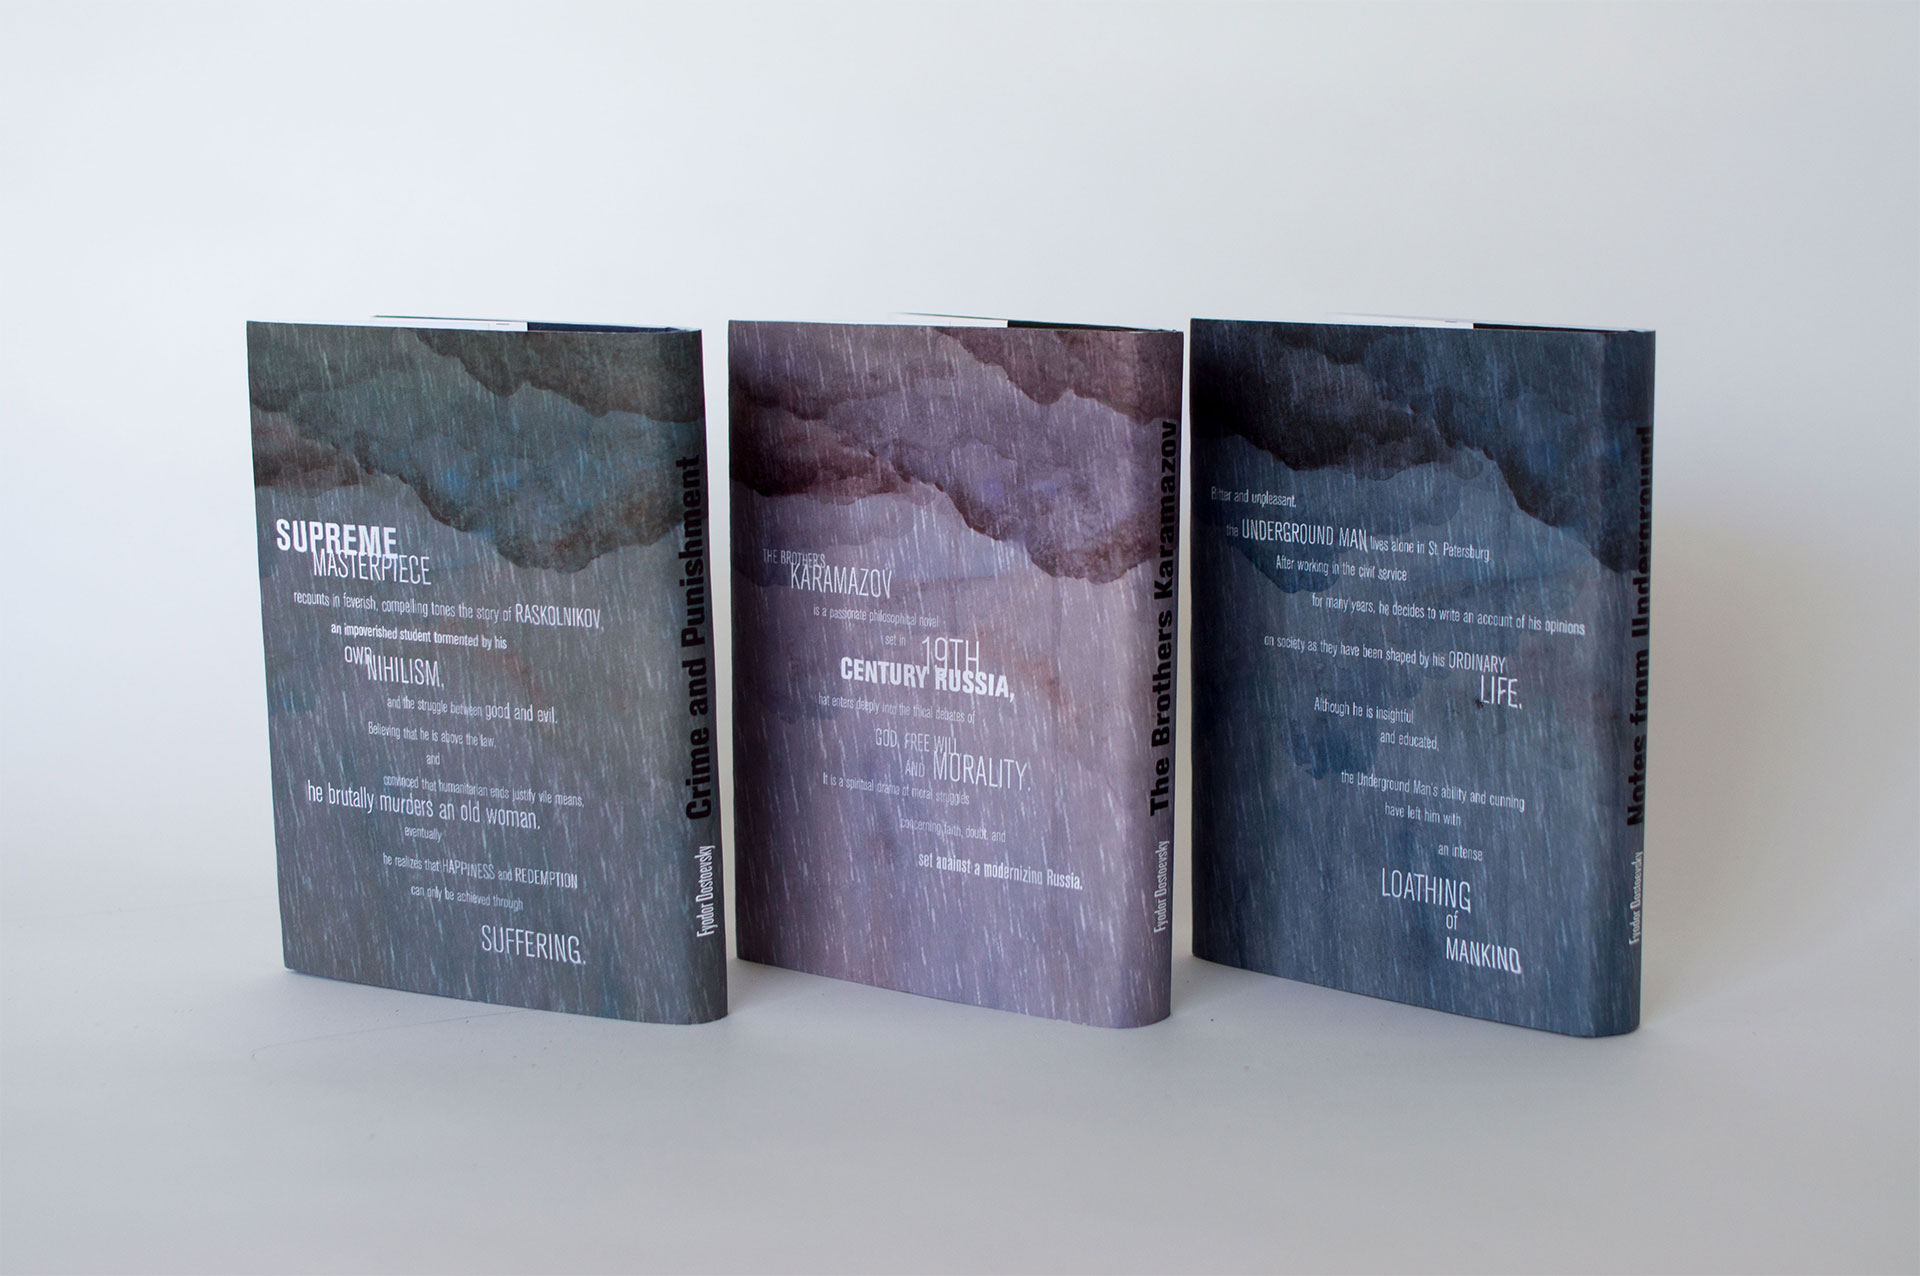 SUPREME
MASTERPIECE
recounts in feverish, compelling tones the story of RASKOLNIKOV,
an impoverished student tormented by his
own
NIHILISM,
and the struggle between good and evil.
Believing that he is above the law,
and
convinced that humanitarian ends justify vile means,
he brutally murders an old woman.
eventually
he realizes that HAPPINESS and REDEMPTION
can only be achieved through
SUFFERING.
Crime and Punishment
Fyodor Dostoevsky
THE BROTHER'S
KARAMAZOV
is a passionate philosophical novel
set in
19TH
CENTURY RUSSIA,
hat enters deeply into the ethical debates of
GOD, FREE WILL
AND MORALITY.
It is a spiritual drama of moral struggles
concerning faith, doubt, and
set against a modernizing Russia.
The Brothers Karamazov
Fyodor Dostoevsky
Bitter and unpleasant.
the UNDERGROUND MAN lives alone in St. Petersburg.
After working in the civil service
for many years, he decides to write an account of his opinions
on society as they have been shaped by his ORDINARY
LIFE.
Although he is insightful
and educated,
the Underground Man's ability and cunning
have left him with
an intense
LOATHING
of
MANKIND
Notes from Underground
Fyodor Dostoevsky